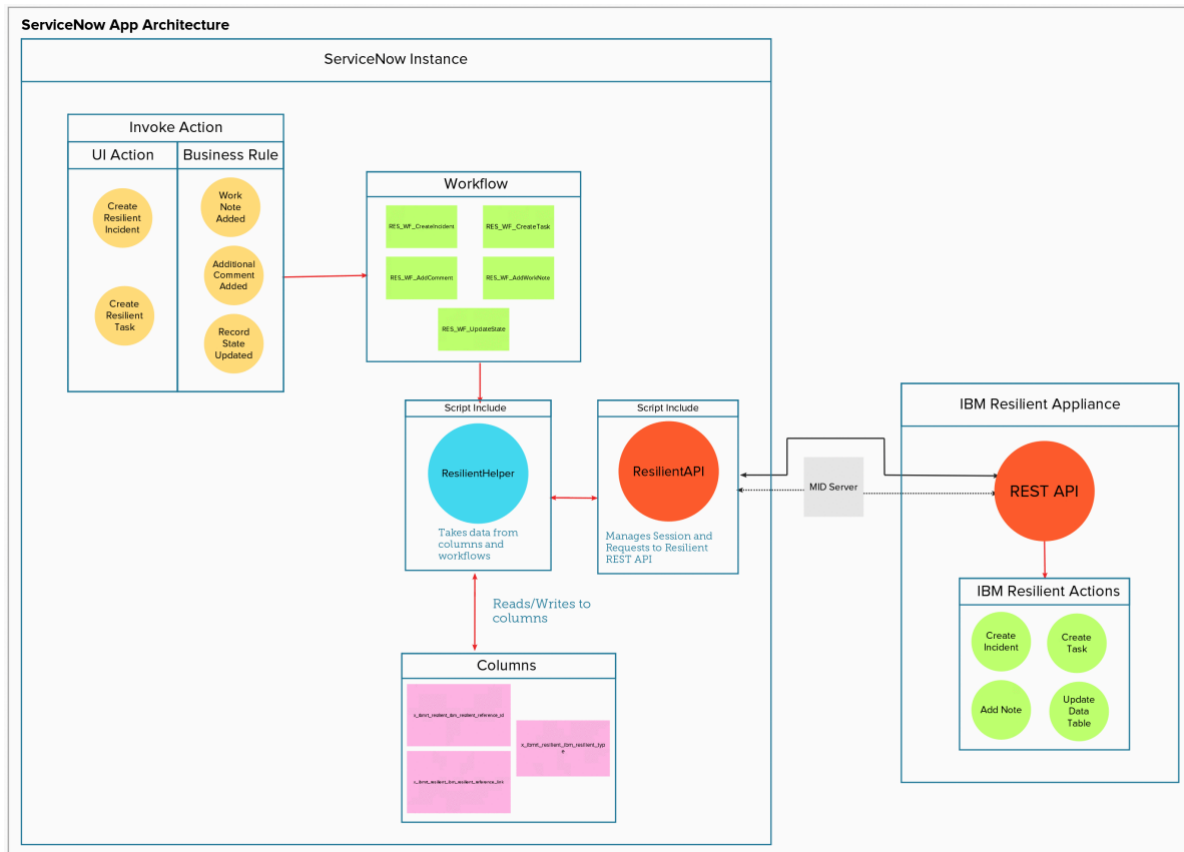 ServiceNow App Architecture
ServiceNow Instance
Invoke Action
UI Action
Business Rule
Create
Resilient
Incident
Create
Resilient
Task
Work
Note
Added
Additional
Comment
Added
Record
State
Updated
Workflow
RES_WF_CreateIncident
RES_WF_CreateTask
RES_WF_AddComment
RES_WF_AddWorkNote
RES_WF_UpdateState
Script Include
ResilientHelper
Takes data from
columns and
workflows
Script Include
ResilientAPI
Manages Session and
Requests to Resilient
REST API
Reads/Writes to
columns
Columns
x_ibmrt_resilient_ibm_resilient_reference_id
x_ibmrt_resilient_ibm_resilient_reference_link
x_ibmrt_resilient_ibm_resilient_typ
e
MID Server
IBM Resilient Appliance
REST API
IBM Resilient Actions
Create
Incident
Create
Task
Add Note
Update
Data
Table